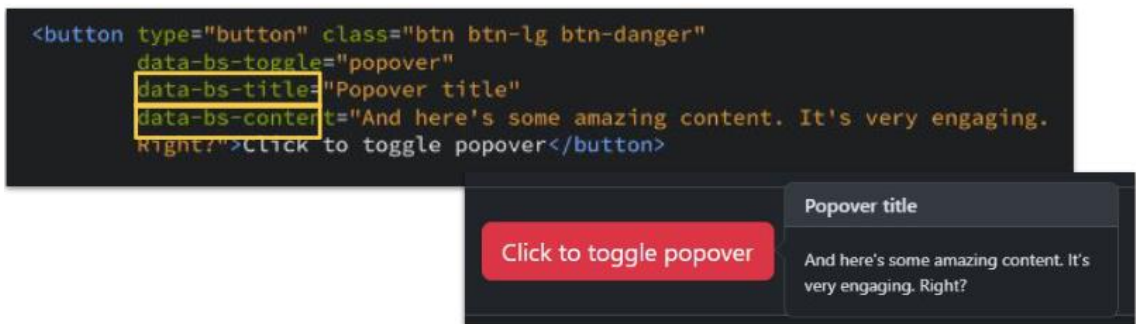 <button type="button" class="btn btn-lg btn-danger"
data-bs-toggle="popover"
data-bs-title="Popover title"
data-bs-content="And here's some amazing content. It's very engaging.
Right?">Click to toggle popover</button>
Click to toggle popover
Popover title
And here's some amazing content. It's
very engaging. Right?